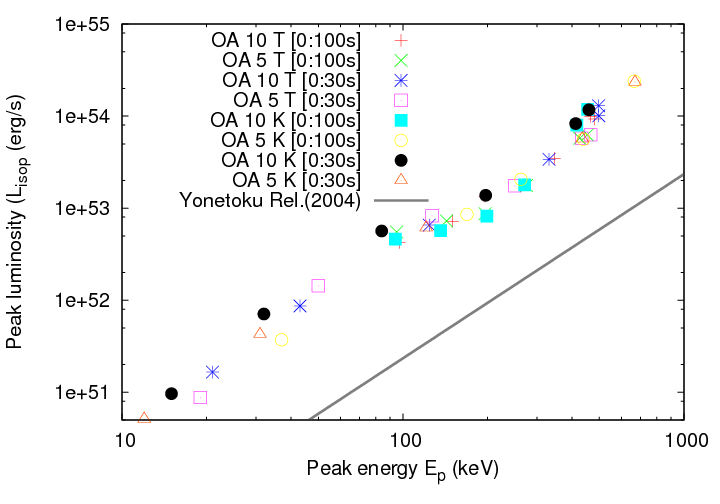 1e+55
1e+54
1e+53
1e+52
1e+51
Peak luminosity (L_isop (erg/s)
OA 10 T [0:100s]
OA 5 T [0:100s]
OA 10 T [0:30s]
OA 5 T [0:30s]
OA 10 K [0:100s]
OA 5 K [0:100s]
OA 10 K [0:30s]
OA 5 K [0:30s]
Yonetoku Rel.(2004)
10 100 1000
Peak energy E_p (keV)